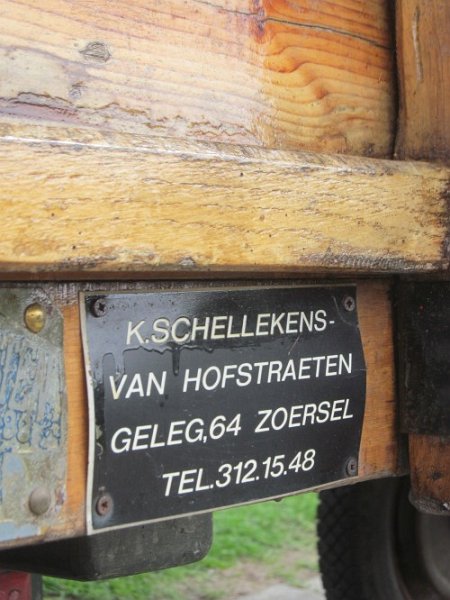 K.SCHELLEKENS-
VAN HOFSTRAETEN
GELEG,64 ZOERSEL
TEL.312.15.48